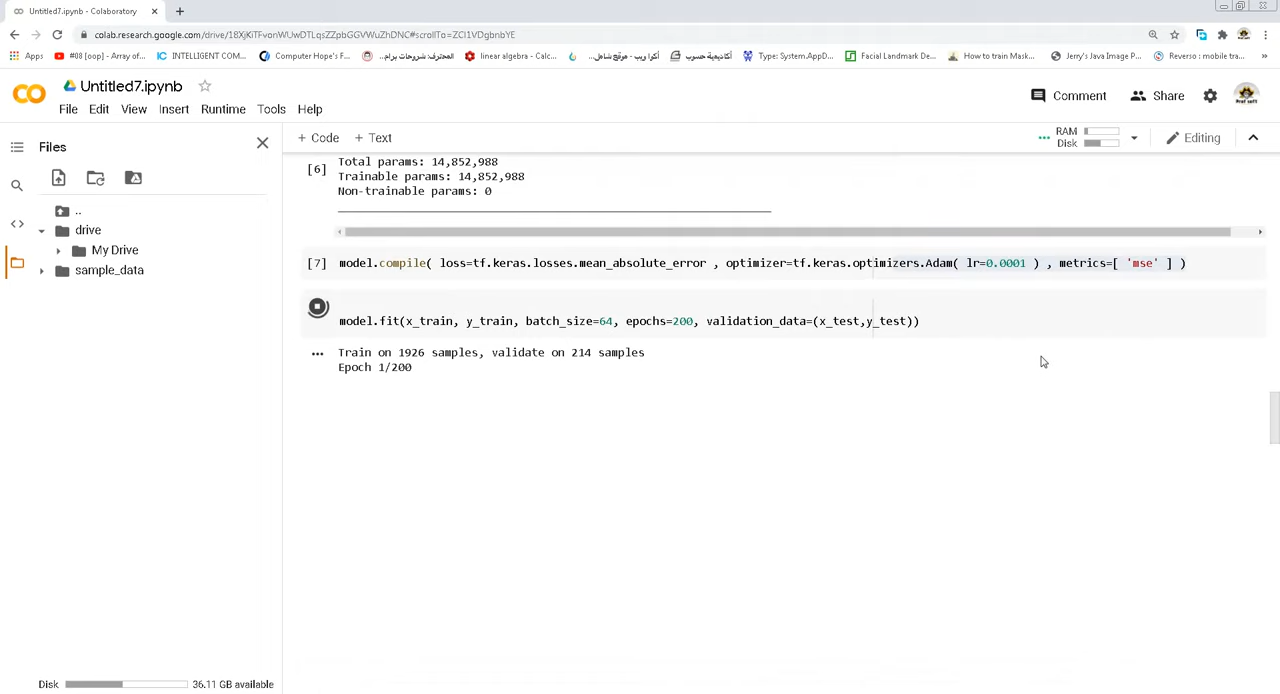 Untitled7.ipynb - Colaboratory
colab.research.google.com/drive/18XjKiTFvonWUwDTLqsZZpbGGVWuZhDNC#scrollTo=ZCI1VDgbnbYE
Apps #08 [oop] - Array of... INTELLIGENT COM... Computer Hope's F... المحترف: شروحات برام... linear algebra - Calc... أكرا ويب - موقع شامل... أكاديمية حسوب Type: System.AppD... Facial Landmark De... How to train Mask... Jerry's Java Image P... Reverso : mobile tra... »
CO Untitled7.ipynb
File Edit View Insert Runtime Tools Help
Comment Share
Files
+ Code + Text
RAM
Disk
Editing
..
drive
My Drive
sample_data
[6]
Total params: 14,852,988
Trainable params: 14,852,988
Non-trainable params: 0
[7] model.compile( loss=tf.keras.losses.mean_absolute_error , optimizer=tf.keras.optimizers.Adam( lr=0.0001 ) , metrics=[ 'mse' ] )
model.fit(x_train, y_train, batch_size=64, epochs=200, validation_data=(x_test,y_test))
Train on 1926 samples, validate on 214 samples
Epoch 1/200
Disk 36.11 GB available